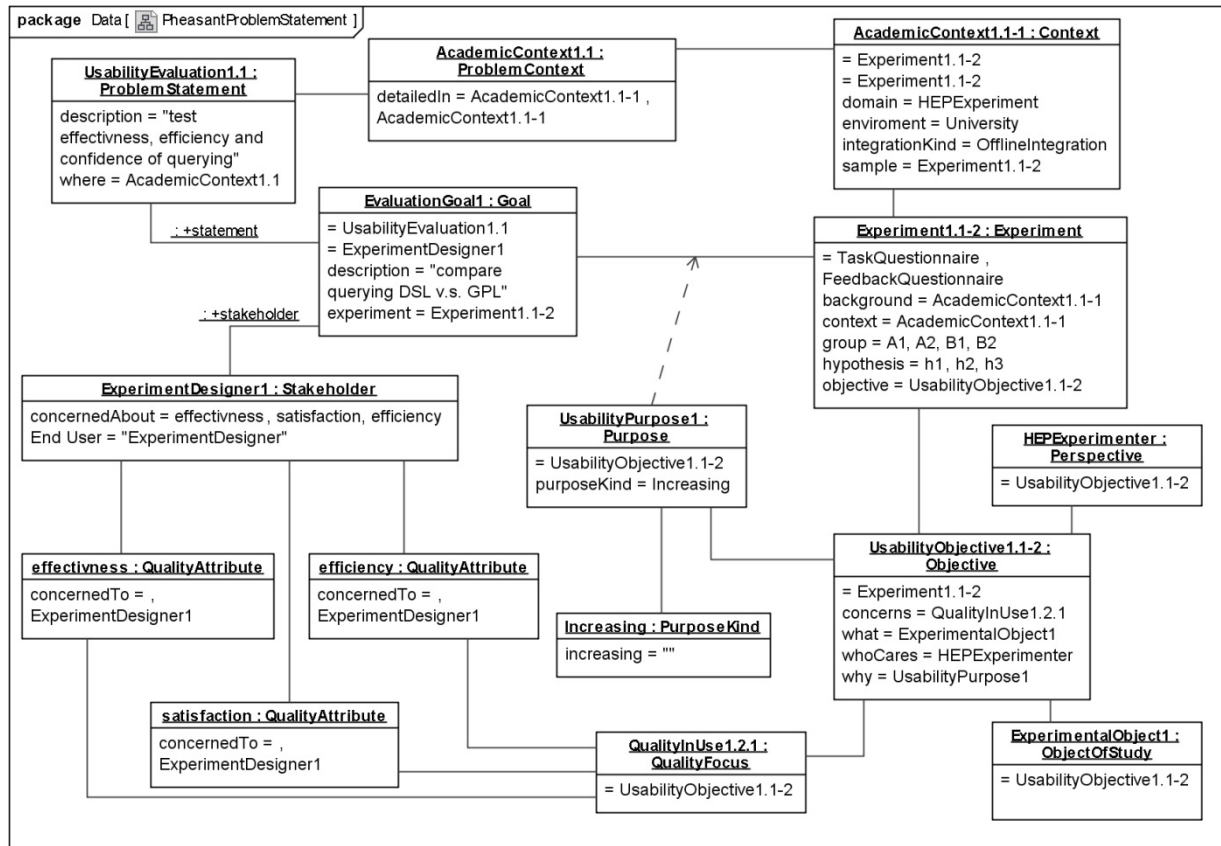 package Data [ PheasantProblemStatement ]
UsabilityEvaluation1.1 :
ProblemStatement
description = "test
effectivness, efficiency and
confidence of querying"
where = AcademicContext1.1
AcademicContext1.1 :
ProblemContext
detailedIn = AcademicContext1.1-1 ,
AcademicContext1.1-1
AcademicContext1.1-1 : Context
= Experiment1.1-2
= Experiment1.1-2
domain = HEPExperiment
enviroment = University
integrationKind = OfflineIntegration
sample = Experiment1.1-2
: +statement
EvaluationGoal1 : Goal
= UsabilityEvaluation1.1
= ExperimentDesigner1
description = "compare
querying DSL v.s. GPL"
experiment = Experiment1.1-2
Experiment1.1-2 : Experiment
= TaskQuestionnaire ,
FeedbackQuestionnaire
background = AcademicContext1.1-1
context = AcademicContext1.1-1
group = A1, A2, B1, B2
hypothesis = h1, h2, h3
objective = UsabilityObjective1.1-2
: +stakeholder
ExperimentDesigner1 : Stakeholder
concernedAbout = effectivness , satisfaction, efficiency
End User = "ExperimentDesigner"
UsabilityPurpose1 :
Purpose
= UsabilityObjective1.1-2
purposeKind = Increasing
HEPExperimenter :
Perspective
= UsabilityObjective1.1-2
effectivness : QualityAttribute
concernedTo = ,
ExperimentDesigner1
efficiency : QualityAttribute
concernedTo = ,
ExperimentDesigner1
UsabilityObjective1.1-2 :
Objective
= Experiment1.1-2
concerns = QualityInUse1.2.1
what = ExperimentalObject1
whoCares = HEPExperimenter
why = UsabilityPurpose1
Increasing : PurposeKind
increasing = ""
satisfaction : QualityAttribute
concernedTo = ,
ExperimentDesigner1
QualityInUse1.2.1 :
QualityFocus
= UsabilityObjective1.1-2
ExperimentalObject1 :
ObjectOfStudy
= UsabilityObjective1.1-2